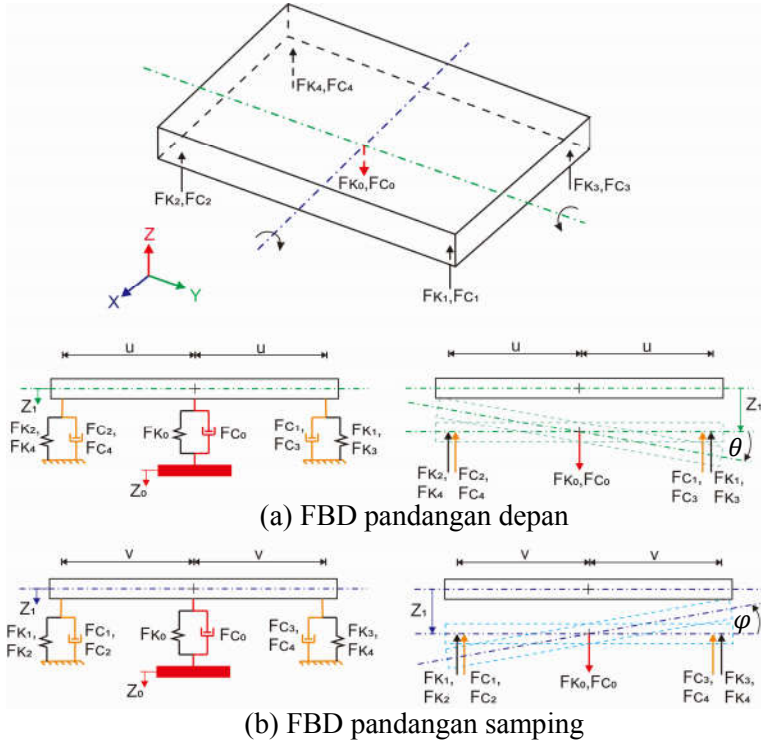 FK4,FC4
FK0,FC0
FK2,FC2
FK3,FC3
FK1,FC1
Z
X
Y
u u
u u
Z1
FK2, FK4
FC2, FC4
FK0
FC0
FC1, FC3
FK1, FK3
Z0
Z1
θ
FK2, FK4
FC2, FC4
FK0,FC0
FC1, FC3
FK1, FK3
(a) FBD pandangan depan
v v
v v
Z1
FK1, FK2
FC1, FC2
FK0
FC0
FC3, FC4
FK3, FK4
Z0
Z1
φ
FK1, FK2
FC1, FC2
FK0,FC0
FC3, FC4
FK3, FK4
(b) FBD pandangan samping